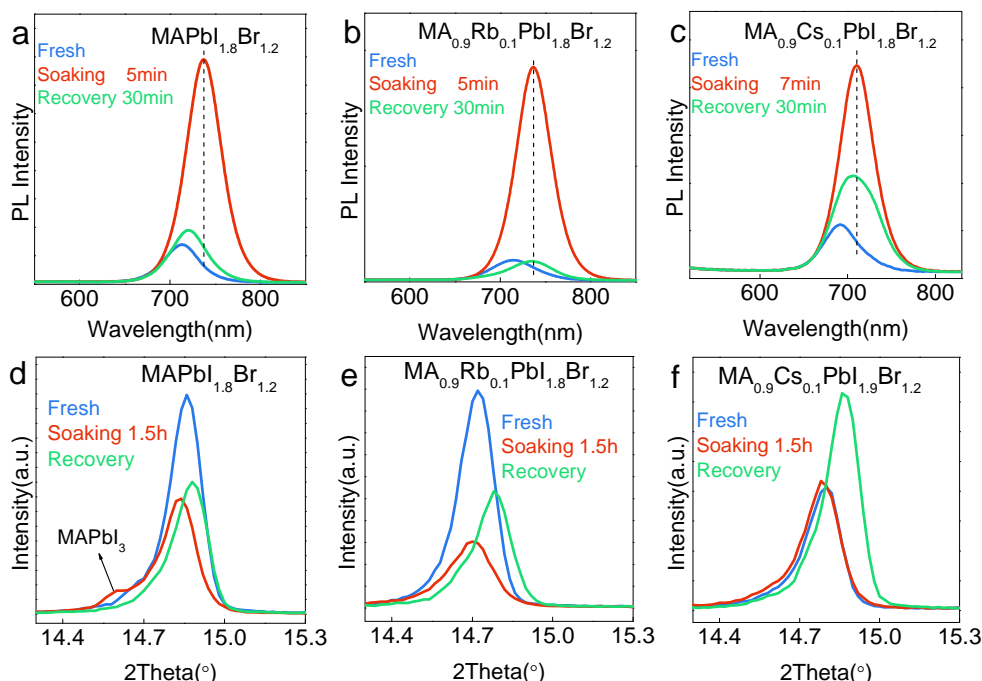 a
MAPbI1.8Br1.2
Fresh
Soaking 5min
Recovery 30min
PL Intensity
600 700 800
Wavelength(nm)
b
MA0.9Rb0.1PbI1.8Br1.2
Fresh
Soaking 5min
Recovery 30min
PL Intensity
600 700 800
Wavelength(nm)
c
MA0.9Cs0.1PbI1.8Br1.2
Fresh
Soaking 7min
Recovery 30min
PL Intensity
600 700 800
Wavelength(nm)
d
MAPbI1.8Br1.2
Fresh
Soaking 1.5h
Recovery
MAPbI3
Intensity(a.u.)
14.4 14.7 15.0 15.3
2Theta(°)
e
MA0.9Rb0.1PbI1.8Br1.2
Fresh
Soaking 1.5h
Recovery
Intensity(a.u.)
14.4 14.7 15.0 15.3
2Theta(°)
f
MA0.9Cs0.1PbI1.9Br1.2
Fresh
Soaking 1.5h
Recovery
Intensity(a.u.)
14.4 14.7 15.0 15.3
2Theta(°)